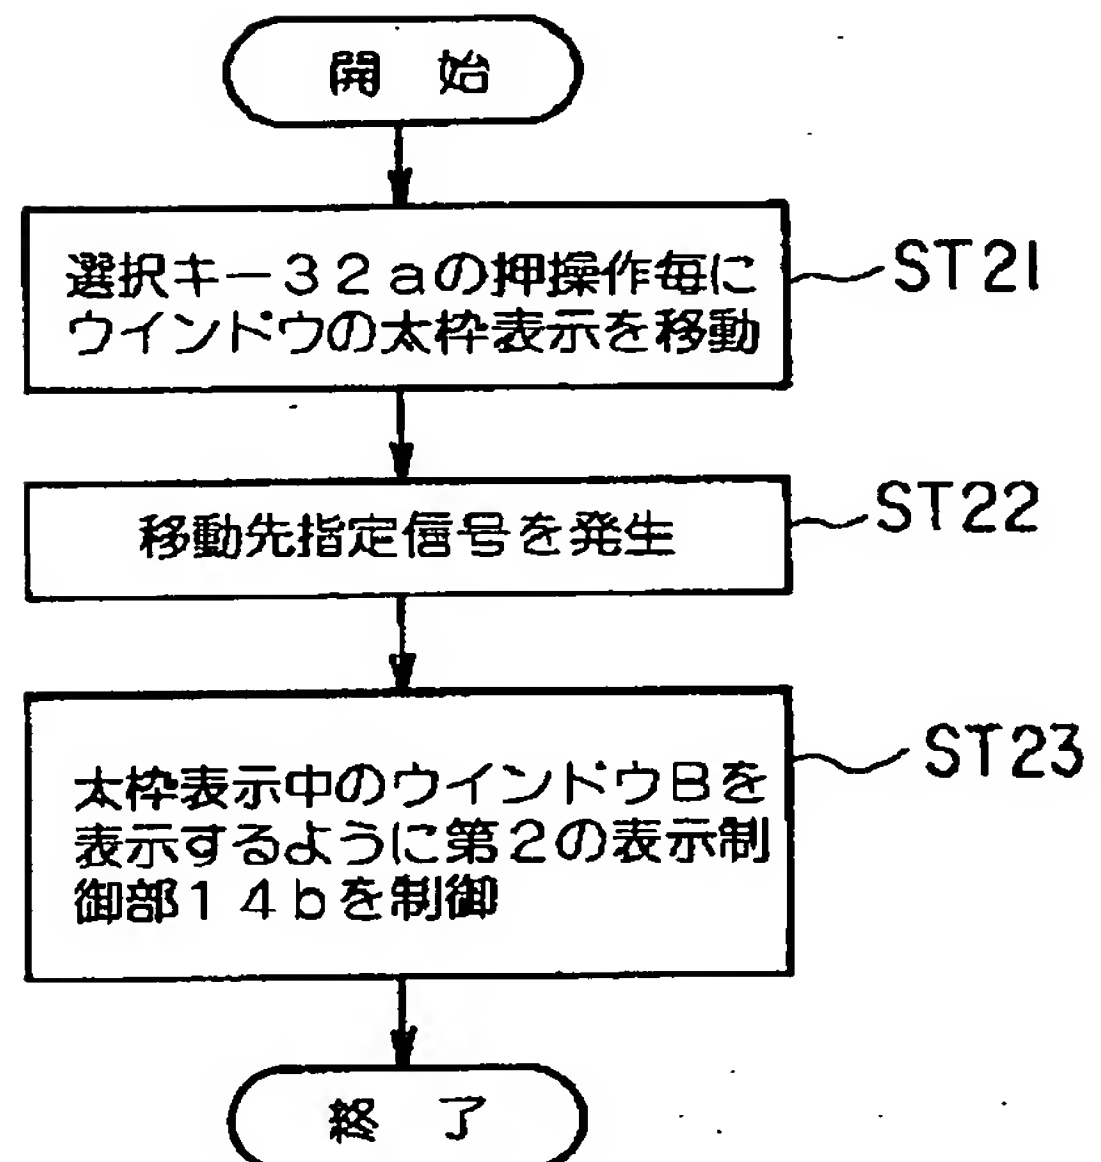 開 始
選択キー32aの押操作毎に
ウインドウの太枠表示を移動
ST21
移動先指定信号を発生
ST22
太枠表示中のウインドウBを
表示するように第2の表示制
御部14bを制御
ST23
終 了